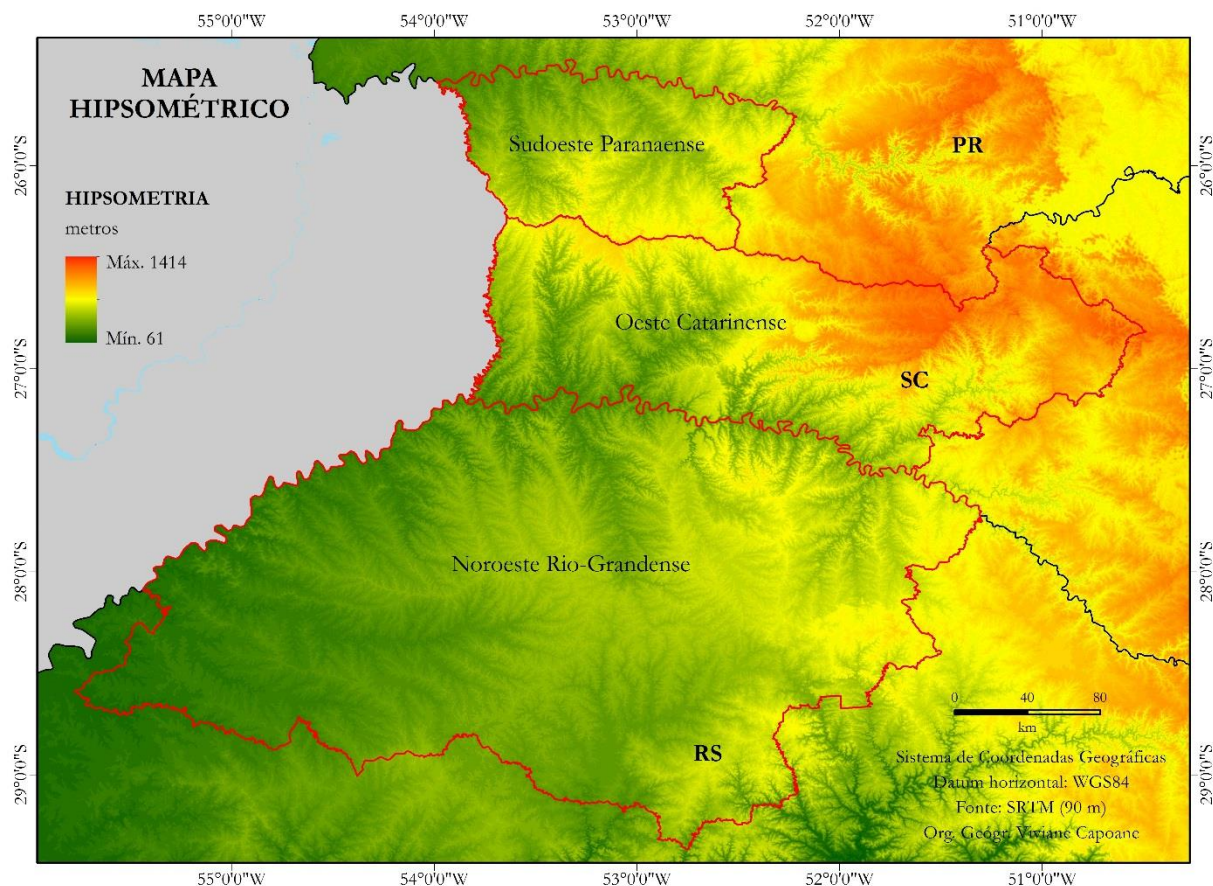 55°0'0"W 54°0'0"W 53°0'0"W 52°0'0"W 51°0'0"W
MAPA
HIPSOMÉTRICO
HIPSOMETRIA
metros
Máx. 1414
Mín. 61
26°0'0"S
27°0'0"S
28°0'0"S
29°0'0"S
Sudoeste Paranaense
PR
Oeste Catarinense
SC
Noroeste Rio-Grandense
RS
26°0'0"S
27°0'0"S
28°0'0"S
29°0'0"S
0 40 80
km
Sistema de Coordenadas Geográficas
Datum horizontal: WGS84
Fonte: SRTM (90 m)
Org. Geógr. Viviane Capoane
55°0'0"W 54°0'0"W 53°0'0"W 52°0'0"W 51°0'0"W